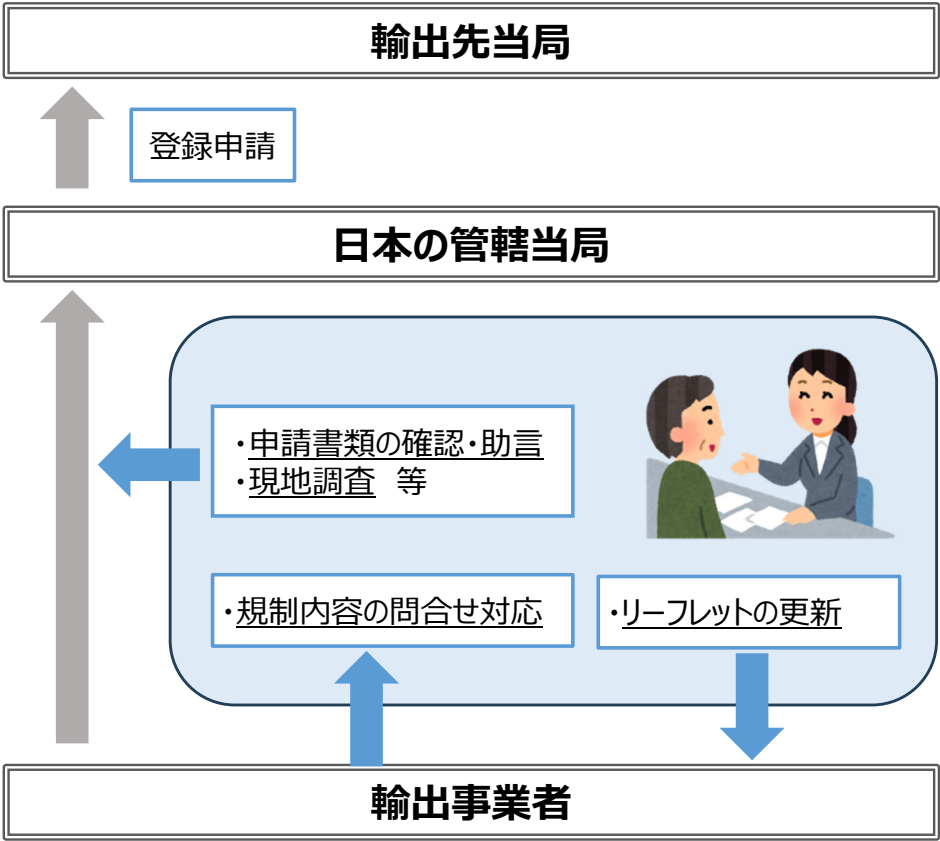 輸出先当局
登録申請
日本の管轄当局
・申請書類の確認・助言
・現地調査 等
・規制内容の問合せ対応
・リーフレットの更新
輸出事業者